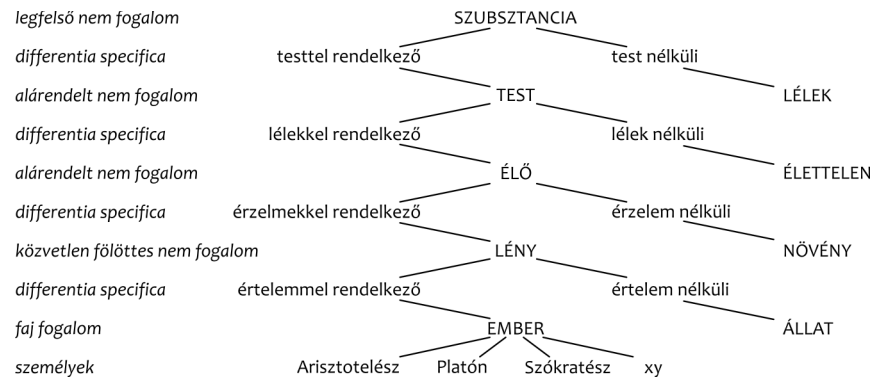 legfelső nem fogalom SZUBSZTANCIA
differentia specifica testtel rendelkező test nélküli
alárendelt nem fogalom TEST LÉLEK
differentia specifica lélekkel rendelkező lélek nélküli
alárendelt nem fogalom ÉLŐ ÉLETTELEN
differentia specifica érzelmekkel rendelkező érzelem nélküli
közvetlen fölöttes nem fogalom LÉNY NÖVÉNY
differentia specifica értelemmel rendelkező értelem nélküli
faj fogalom EMBER ÁLLAT
személyek Arisztotelész Platón Szókratész xy